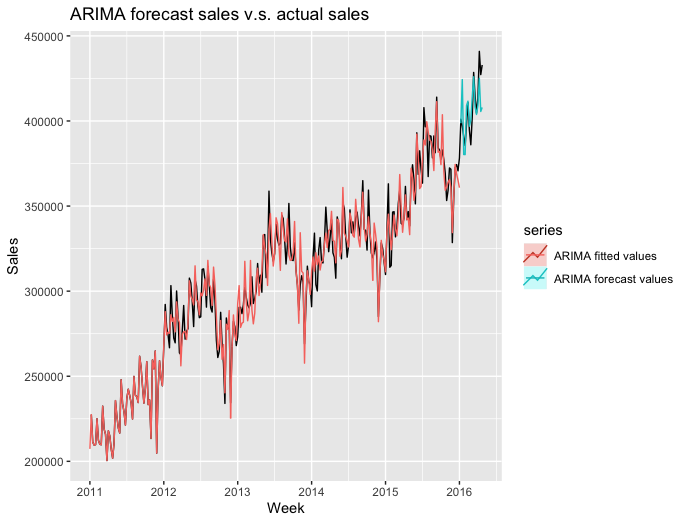 ARIMA forecast sales v.s. actual sales
450000
400000
350000
300000
250000
200000
Sales
2011 2012 2013 2014 2015 2016
Week
series
ARIMA fitted values
ARIMA forecast values